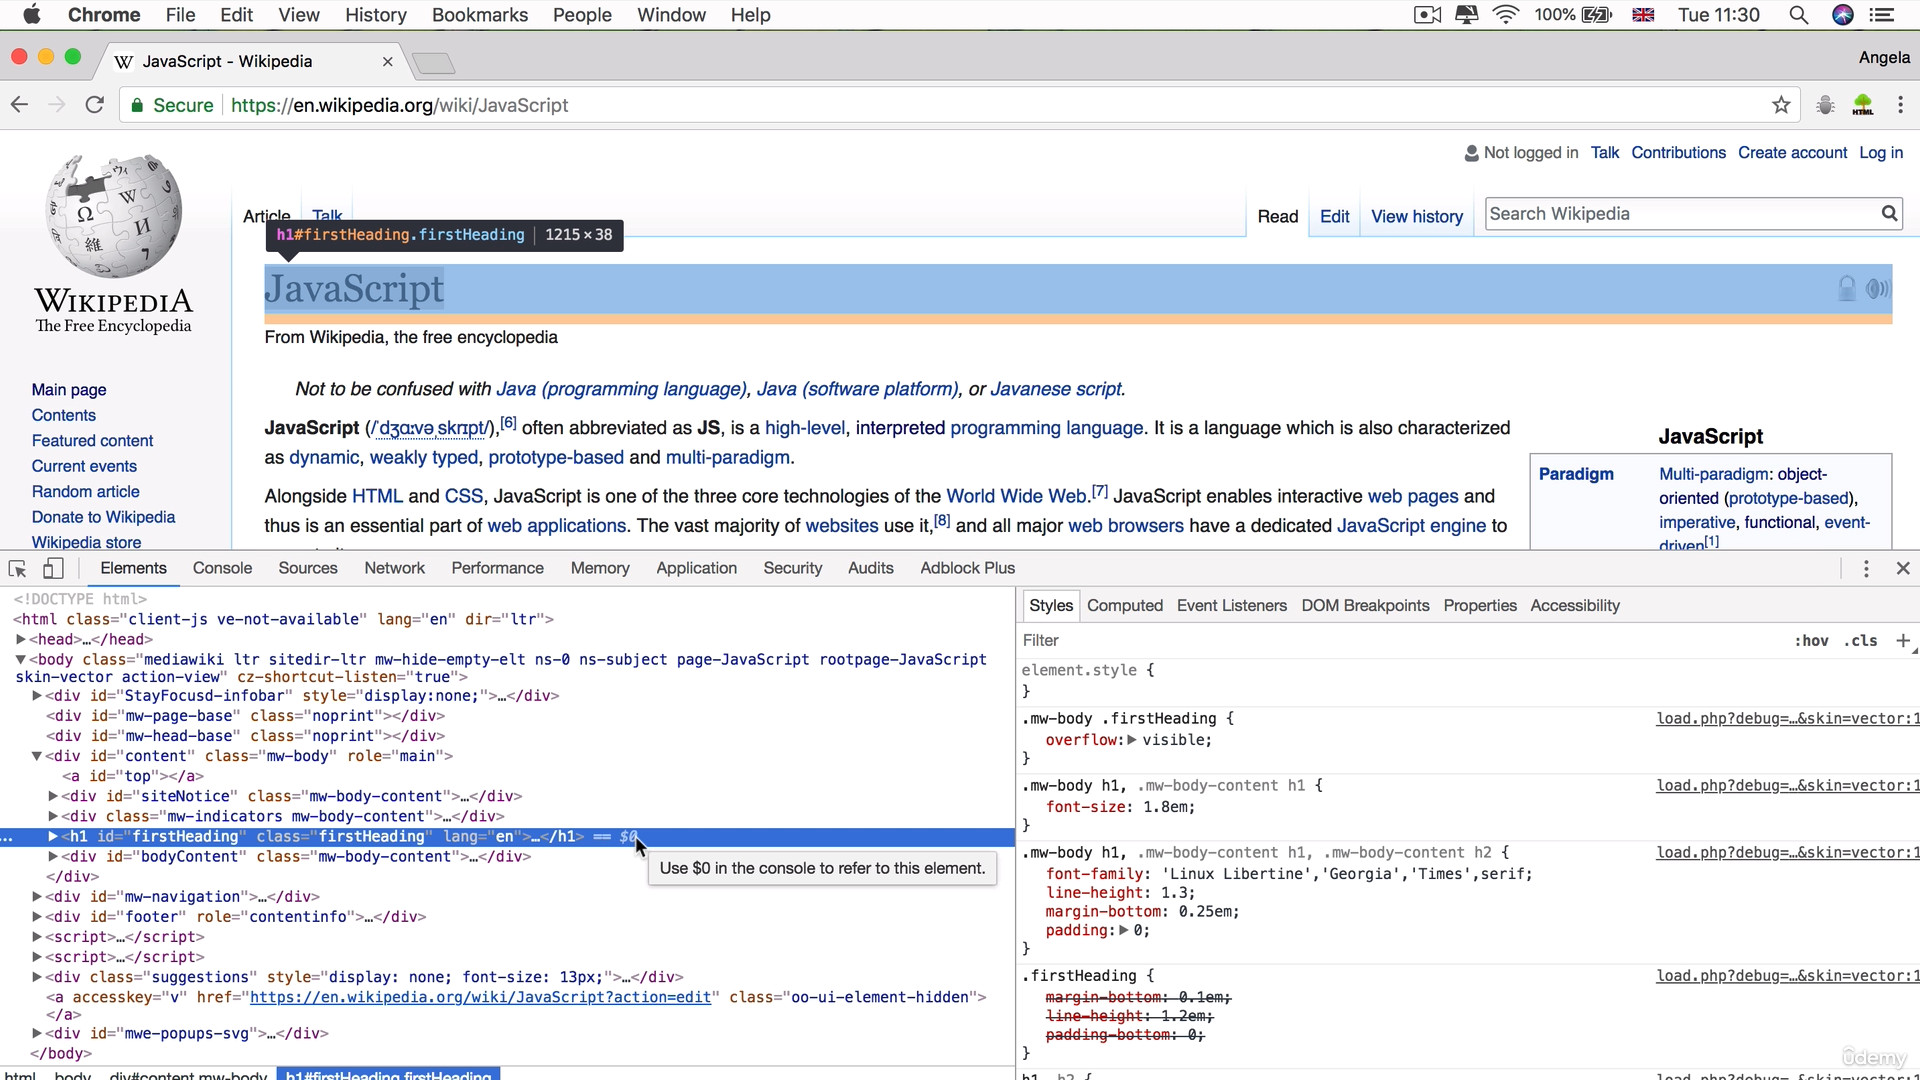 Chrome File Edit View History Bookmarks People Window Help 100% Tue 11:30
W JavaScript - Wikipedia × Angela
Secure https://en.wikipedia.org/wiki/JavaScript HTML
Not logged in Talk Contributions Create account Log in
Article Talk Read Edit View history Search Wikipedia
h1#firstHeading.firstHeading 1215 × 38
JavaScript
WIKIPEDIA
The Free Encyclopedia
From Wikipedia, the free encyclopedia
Main page
Contents
Featured content
Current events
Random article
Donate to Wikipedia
Wikipedia store
Not to be confused with Java (programming language), Java (software platform), or Javanese script.
JavaScript (/ˈdʒɑːvəˌskrɪpt/),[6] often abbreviated as JS, is a high-level, interpreted programming language. It is a language which is also characterized
as dynamic, weakly typed, prototype-based and multi-paradigm.
Alongside HTML and CSS, JavaScript is one of the three core technologies of the World Wide Web.[7] JavaScript enables interactive web pages and
thus is an essential part of web applications. The vast majority of websites use it,[8] and all major web browsers have a dedicated JavaScript engine to
JavaScript
Paradigm Multi-paradigm: object-
oriented (prototype-based),
imperative, functional, event-
driven[1]
Elements Console Sources Network Performance Memory Application Security Audits Adblock Plus
<!DOCTYPE html>
<html class="client-js ve-not-available" lang="en" dir="ltr">
▶<head>…</head>
▼<body class="mediawiki ltr sitedir-ltr mw-hide-empty-elt ns-0 ns-subject page-JavaScript rootpage-JavaScript
skin-vector action-view" cz-shortcut-listen="true">
▶<div id="StayFocusd-infobar" style="display:none;">…</div>
<div id="mw-page-base" class="noprint"></div>
<div id="mw-head-base" class="noprint"></div>
▼<div id="content" class="mw-body" role="main">
<a id="top"></a>
▶<div id="siteNotice" class="mw-body-content">…</div>
▶<div class="mw-indicators mw-body-content">…</div>
… ▶<h1 id="firstHeading" class="firstHeading" lang="en">…</h1> == $0
▶<div id="bodyContent" class="mw-body-content">…</div>
Use $0 in the console to refer to this element.
</div>
▶<div id="mw-navigation">…</div>
▶<div id="footer" role="contentinfo">…</div>
▶<script>…</script>
▶<script>…</script>
▶<div class="suggestions" style="display: none; font-size: 13px;">…</div>
<a accesskey="v" href="https://en.wikipedia.org/wiki/JavaScript?action=edit" class="oo-ui-element-hidden">
</a>
▶<div id="mwe-popups-svg">…</div>
</body>
html body div#content.mw-body h1#firstHeading.firstHeading
Styles Computed Event Listeners DOM Breakpoints Properties Accessibility
Filter :hov .cls +
element.style {
}
.mw-body .firstHeading { load.php?debug=…&skin=vector:1
overflow:▶ visible;
}
.mw-body h1, .mw-body-content h1 { load.php?debug=…&skin=vector:1
font-size: 1.8em;
}
.mw-body h1, .mw-body-content h1, .mw-body-content h2 { load.php?debug=…&skin=vector:1
font-family: 'Linux Libertine','Georgia','Times',serif;
line-height: 1.3;
margin-bottom: 0.25em;
padding:▶ 0;
}
.firstHeading { load.php?debug=…&skin=vector:1
margin-bottom: 0.1em;
line-height: 1.2em;
padding-bottom: 0;
}
h1, h2 { load.php?debug=…&skin=vector:1
ûdemy